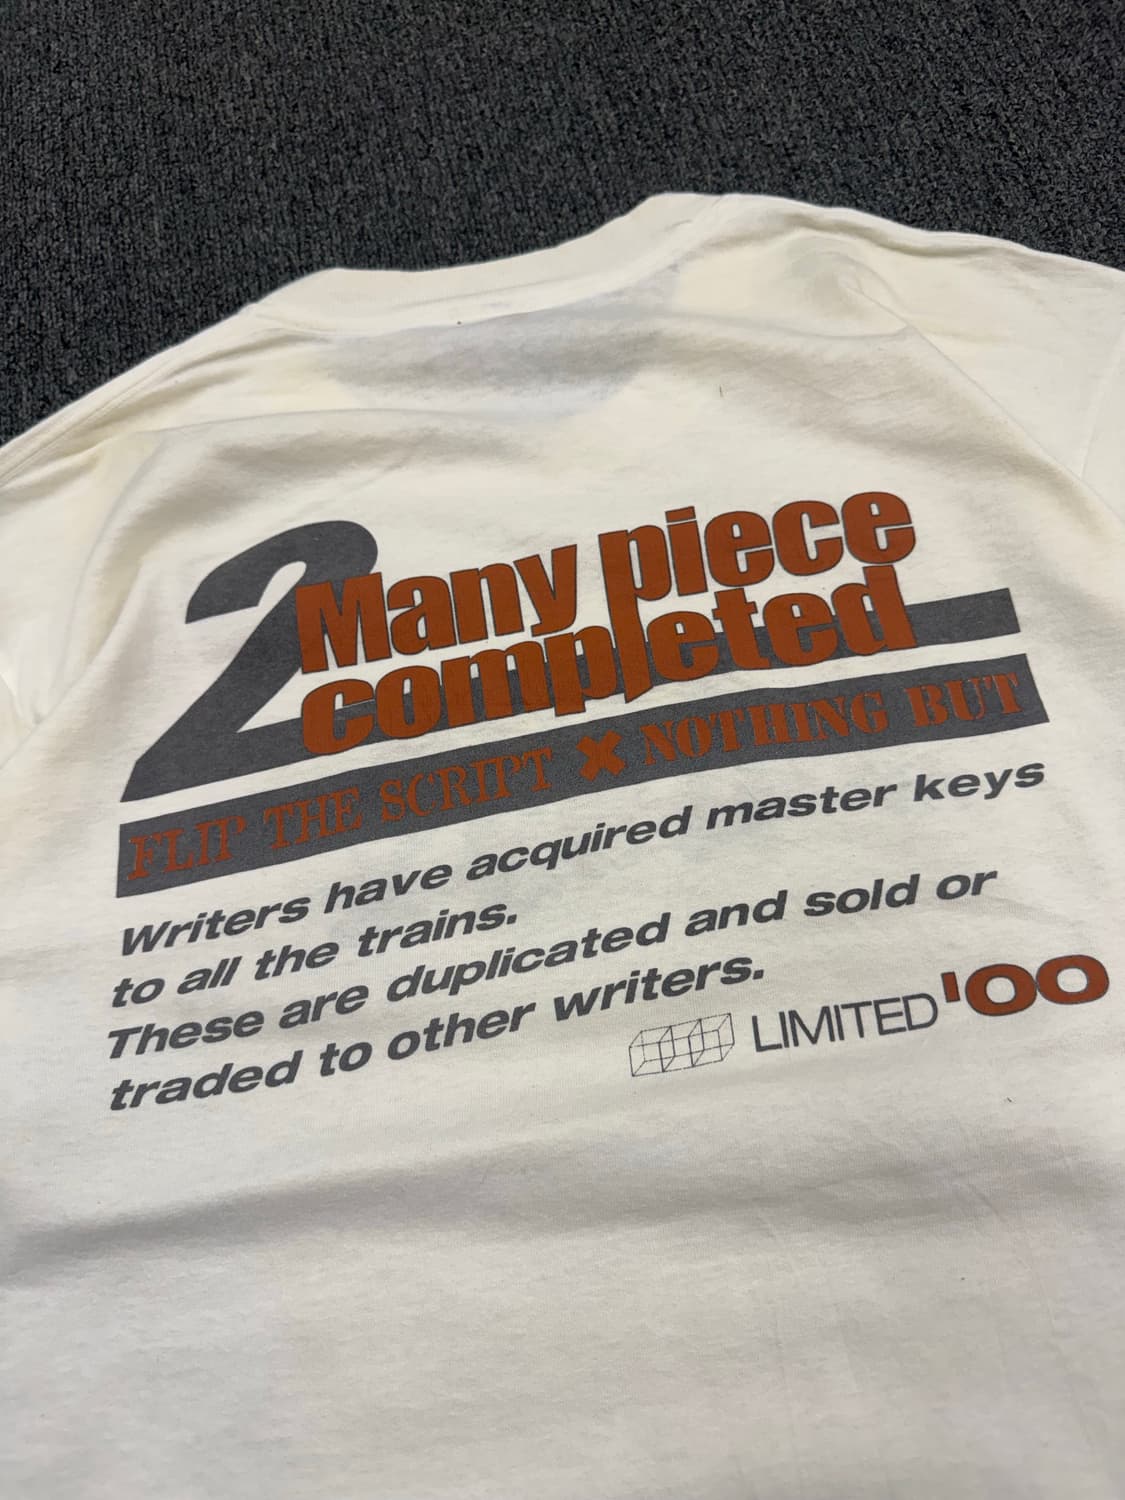 2 Many piece
completed
FLIP THE SCRIPT X NOTHING BUT
Writers have acquired master keys
to all the trains.
These are duplicated and sold or
traded to other writers.
LIMITED '00